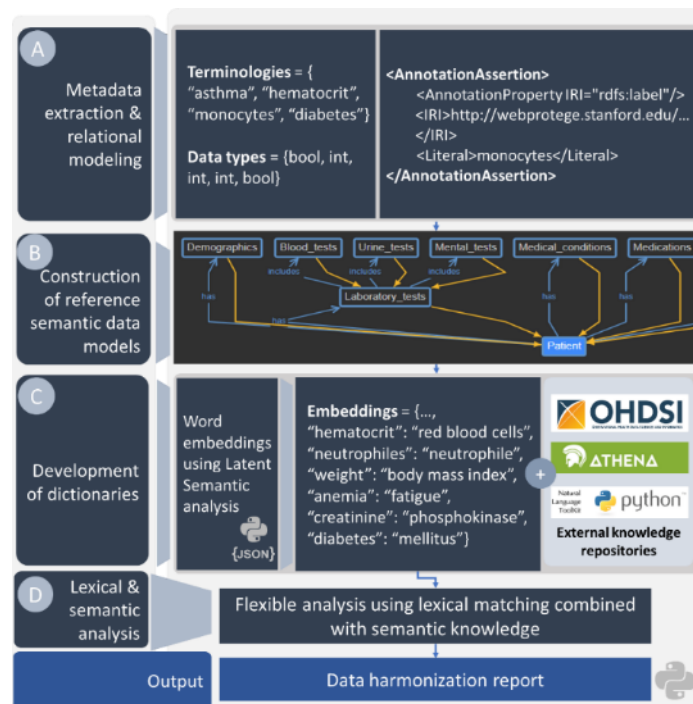 A
Metadata
extraction &
relational
modeling
Terminologies = {
“asthma”, “hematocrit”,
“monocytes”, “diabetes”}
Data types = {bool, int,
int, int, bool}
<AnnotationAssertion>
<AnnotationProperty IRI="rdfs:label"/>
<IRI>http://webprotege.stanford.edu/...
</IRI>
<Literal>monocytes</Literal>
</AnnotationAssertion>
B
Construction
of reference
semantic data
models
Demographics
Blood_tests
Urine_tests
Mental_tests
Medical_conditions
Medications
includes
includes
includes
has
Laboratory_tests
has
has
has
Patient
C
Development
of dictionaries
Word
embeddings
using Latent
Semantic
analysis
{JSON}
Embeddings = {...,
“hematocrit”: “red blood cells”,
“neutrophiles”: “neutrophile”,
“weight”: “body mass index”,
“anemia”: “fatigue”,
“creatinine”: “phosphokinase”,
“diabetes”: “mellitus”}
+
OHDSI
ATHENA
Natural
Language
ToolKit
python
External knowledge
repositories
D
Lexical &
semantic
analysis
Flexible analysis using lexical matching combined
with semantic knowledge
Output
Data harmonization report